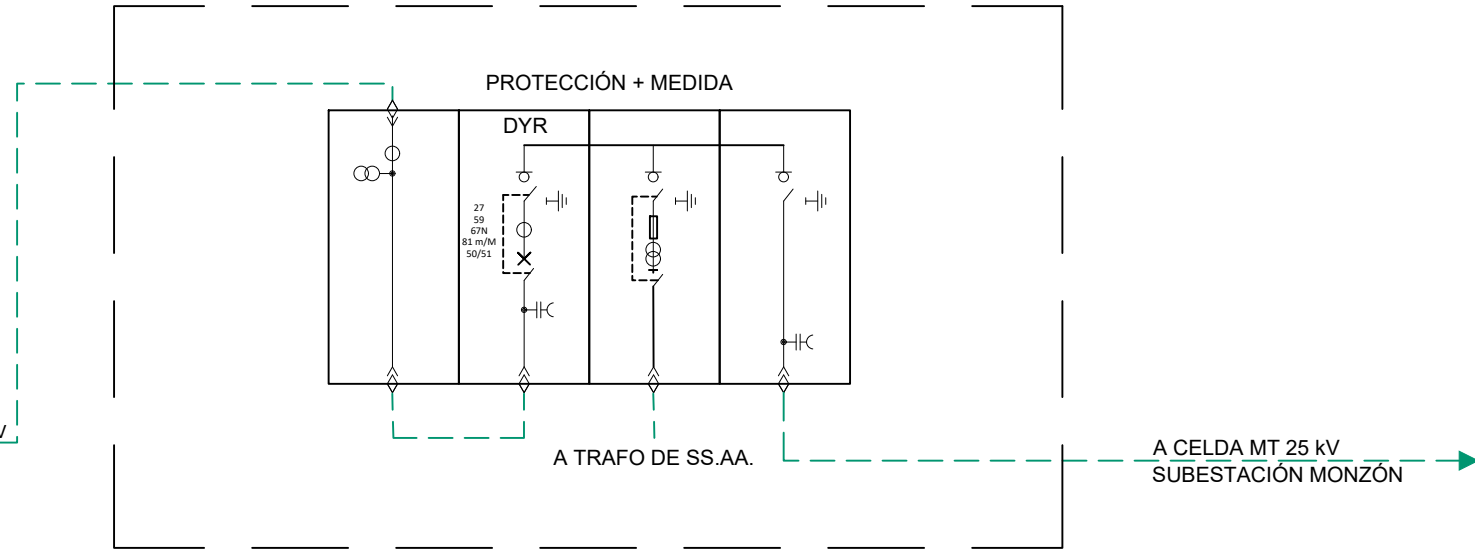 PROTECCIÓN + MEDIDA
DYR
27
59
67N
81 m/M
50/51
A TRAFO DE SS.AA.
A CELDA MT 25 kV
SUBESTACIÓN MONZÓN